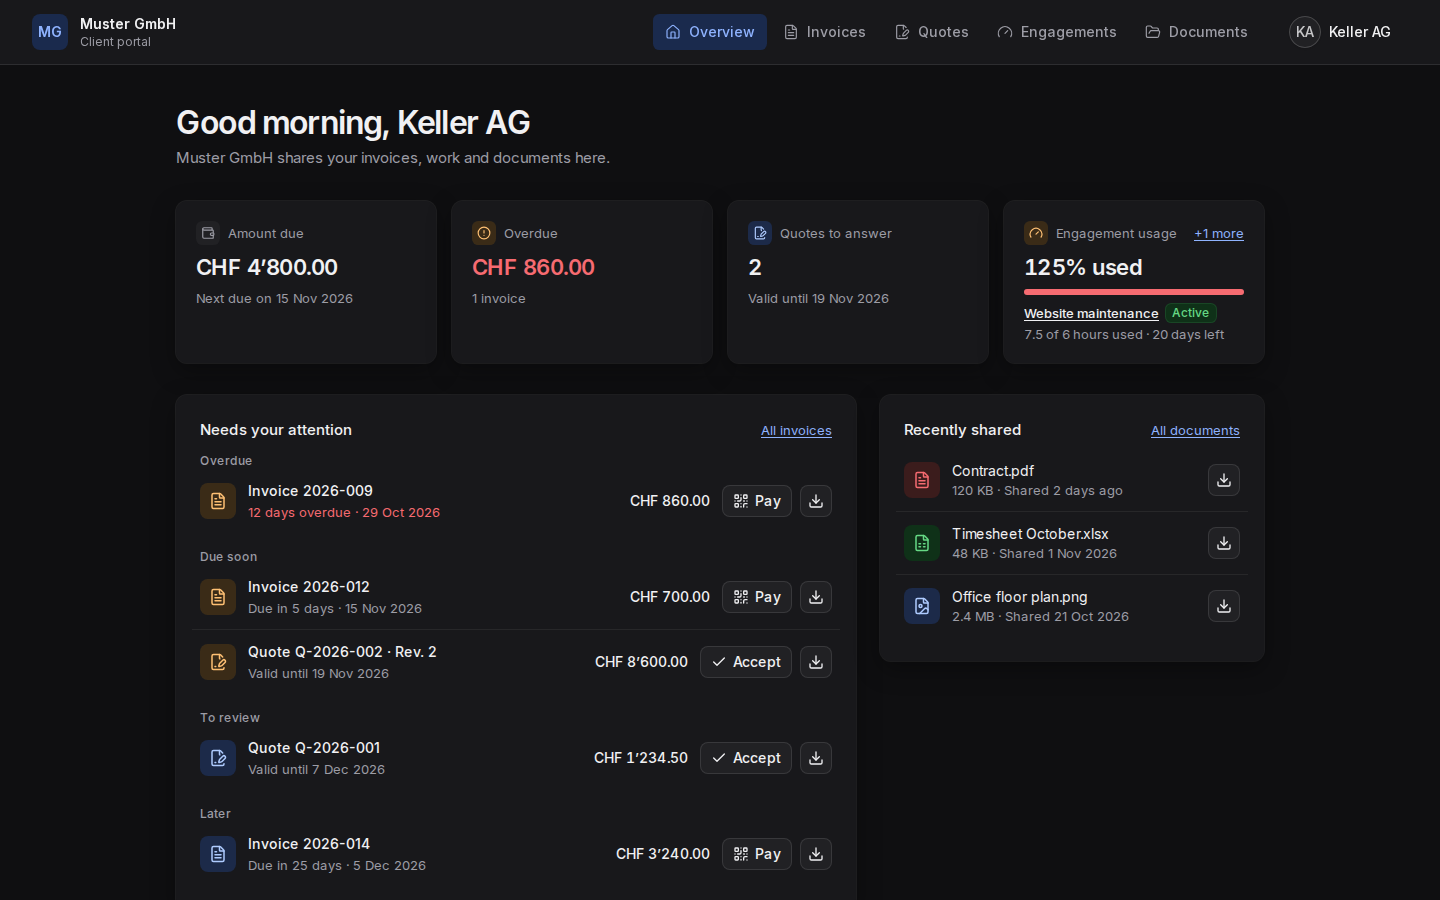 MG
Muster GmbH
Client portal
Overview
Invoices
Quotes
Engagements
Documents
KA
Keller AG
Good morning, Keller AG
Muster GmbH shares your invoices, work and documents here.
Amount due
CHF 4’800.00
Next due on 15 Nov 2026
Overdue
CHF 860.00
1 invoice
Quotes to answer
2
Valid until 19 Nov 2026
Engagement usage
+1 more
125% used
Website maintenance
Active
7.5 of 6 hours used · 20 days left
Needs your attention
All invoices
Overdue
Invoice 2026-009
12 days overdue · 29 Oct 2026
CHF 860.00
Pay
Due soon
Invoice 2026-012
Due in 5 days · 15 Nov 2026
CHF 700.00
Pay
Quote Q-2026-002 · Rev. 2
Valid until 19 Nov 2026
CHF 8’600.00
Accept
To review
Quote Q-2026-001
Valid until 7 Dec 2026
CHF 1’234.50
Accept
Later
Invoice 2026-014
Due in 25 days · 5 Dec 2026
CHF 3’240.00
Pay
Recently shared
All documents
Contract.pdf
120 KB · Shared 2 days ago
Timesheet October.xlsx
48 KB · Shared 1 Nov 2026
Office floor plan.png
2.4 MB · Shared 21 Oct 2026